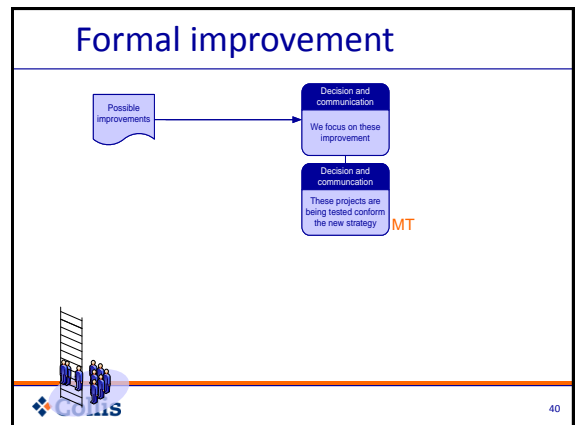 Formal improvement
Possible
improvements
Decision and
communication
We focus on these
improvement
Decision and
communcation
These projects are
being tested conform
the new strategy
MT
Collis
40